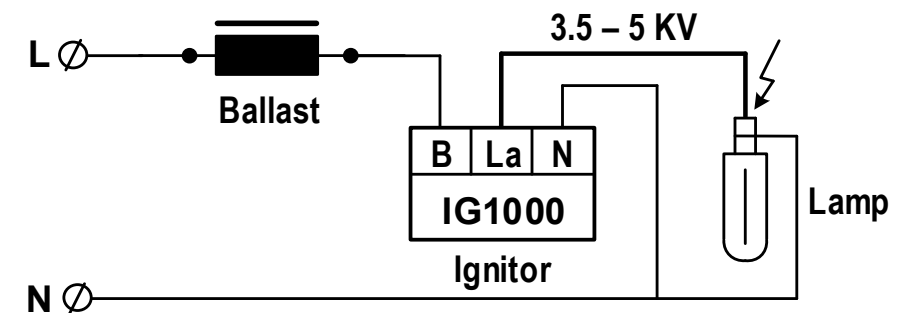 3.5 – 5 KV
L
Ballast
B La N
IG1000
Lamp
Ignitor
N